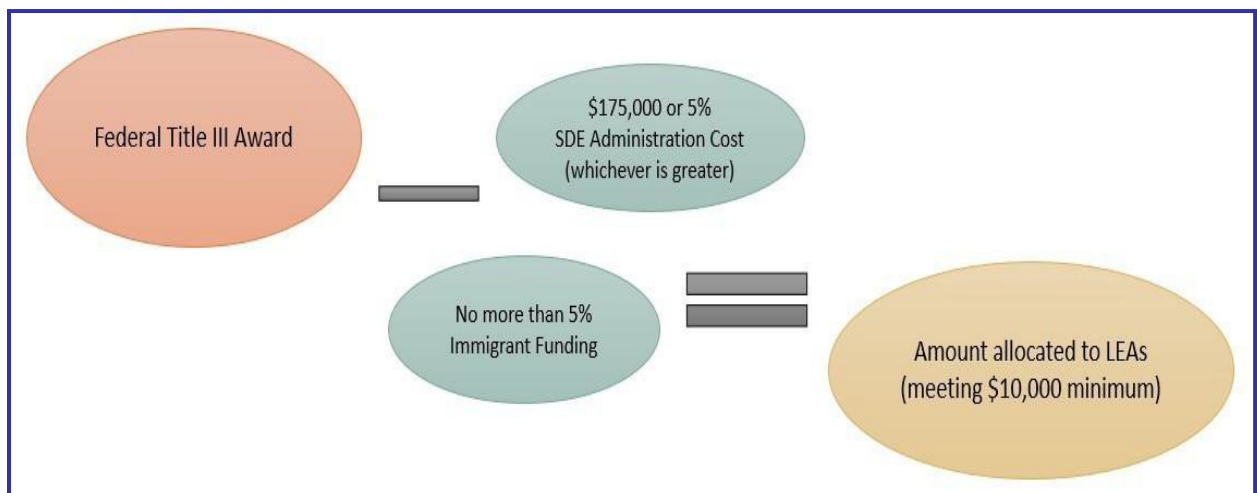 Federal Title III Award
$175,000 or 5%
SDE Administration Cost
(whichever is greater)
No more than 5%
Immigrant Funding
Amount allocated to LEAs
(meeting $10,000 minimum)